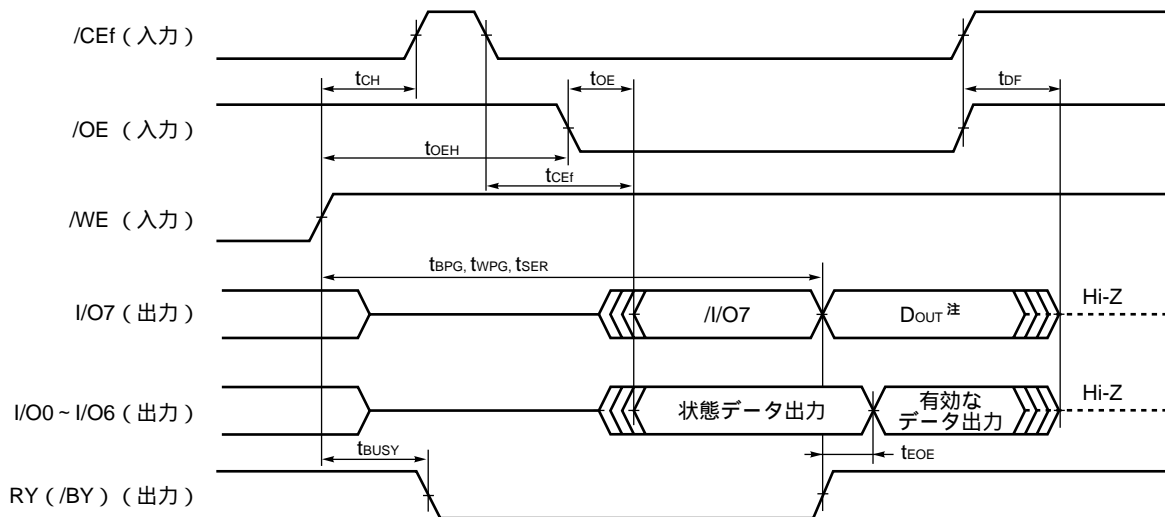 /CEf（入力）
tCH
tOE
tDF
/OE （入力）
tOEH
tCEf
/WE （入力）
tBPG, tWPG, tSER
I/O7（出力）
/I/O7
DOUT 注
Hi-Z
I/O0 ~ I/O6（出力）
状態データ出力
有効な
データ出力
Hi-Z
tBUSY
tEOE
RY（/BY）（出力）